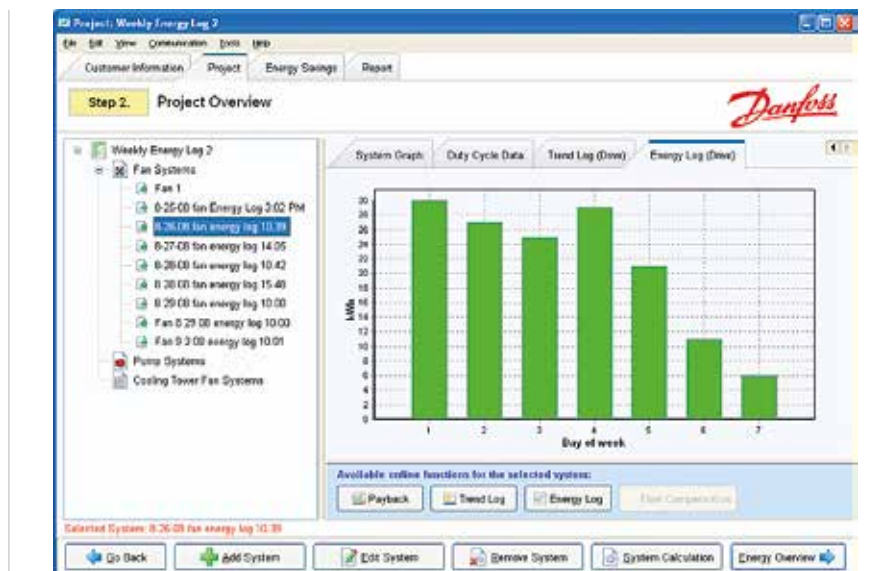 Project: Weekly Energy Log 2
File Edit View Communication Tools Help
Customer Information Project Energy Savings Report
Step 2. Project Overview
Danfoss
Weekly Energy Log 2
Fan Systems
Fan 1
8-25-08 fan Energy Log 3:02 PM
8-26-08 fan energy log 10.39
8-27-08 fan energy log 14.05
8-28-08 fan energy log 10.42
8 28 08 fan energy log 15.48
8 29 08 fan energy log 10.00
Fan 8 29 08 energy log 10.00
Fan 9 3 08 energy log 10.01
Pump Systems
Cooling Tower Fan Systems
System Graph Duty Cycle Data Trend Log (Drive) Energy Log (Drive)
30
28
26
24
22
20
18
16
14
12
10
8
6
4
2
0
kWh
1 2 3 4 5 6 7
Day of week
Available online functions for the selected system:
Payback Trend Log Energy Log Flow Compensation
Selected System: 8-26-08 fan energy log 10.39
Go Back Add System Edit System Remove System System Calculation Energy Overview